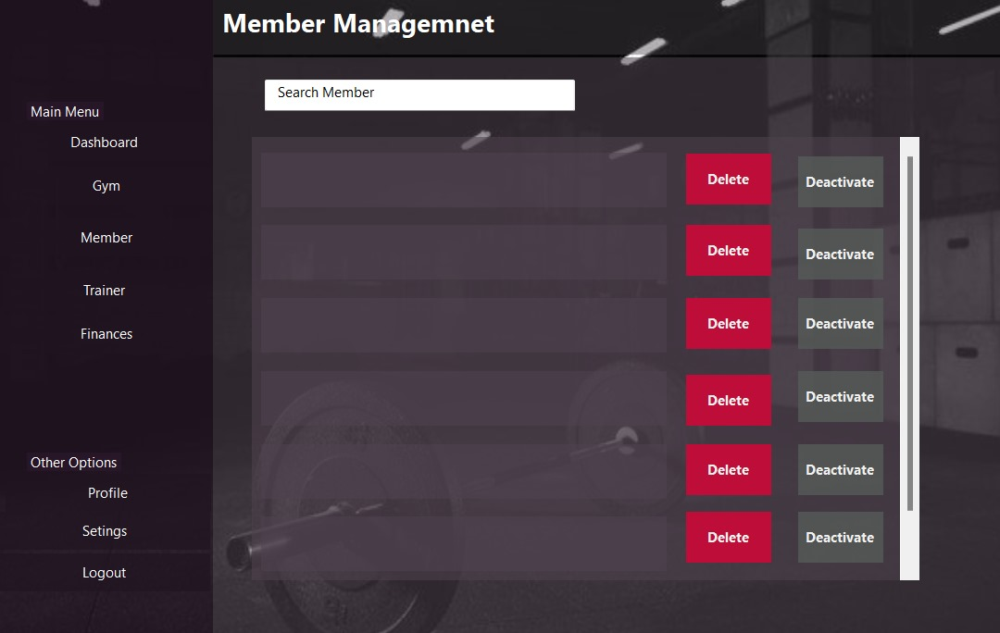 Member Managemnet
Search Member
Main Menu
Dashboard
Gym
Member
Trainer
Finances
Other Options
Profile
Setings
Logout
Delete
Deactivate
Delete
Deactivate
Delete
Deactivate
Delete
Deactivate
Delete
Deactivate
Delete
Deactivate